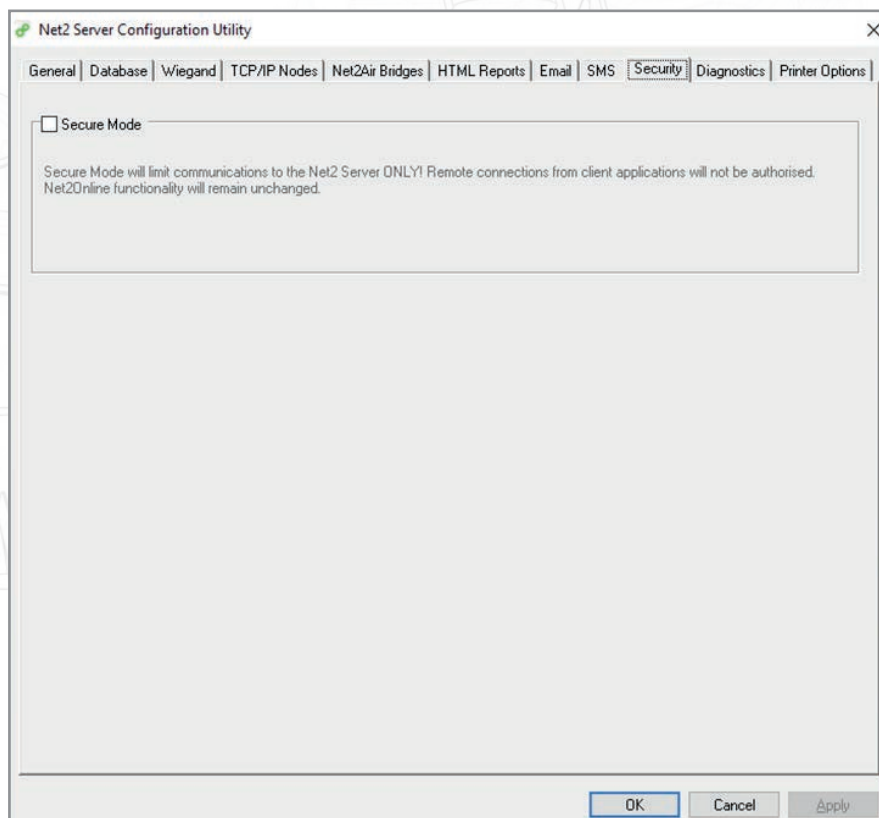 Net2 Server Configuration Utility
General Database Wiegand TCP/IP Nodes Net2Air Bridges HTML Reports Email SMS Security Diagnostics Printer Options
Secure Mode
Secure Mode will limit communications to the Net2 Server ONLY! Remote connections from client applications will not be authorised.
Net2Online functionality will remain unchanged.
OK Cancel Apply